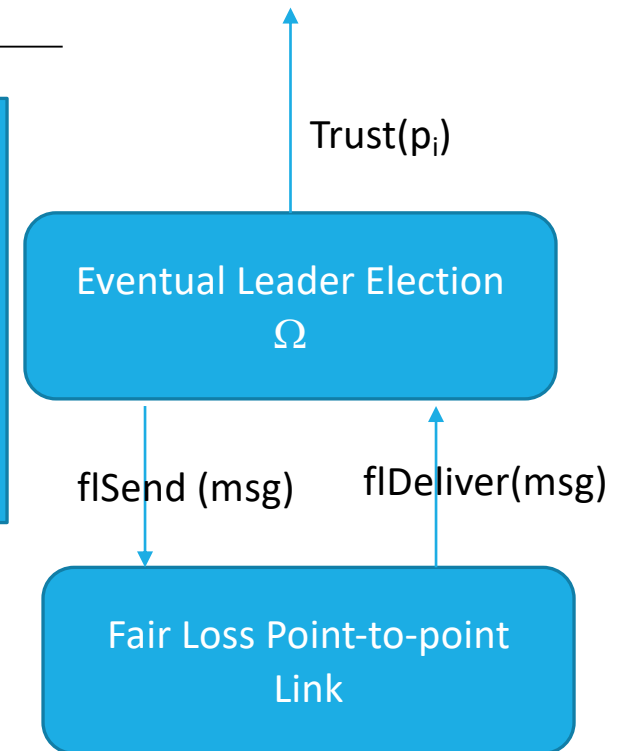 Trust(pᵢ)
Eventual Leader Election
Ω
flSend (msg)
flDeliver(msg)
Fair Loss Point-to-point
Link